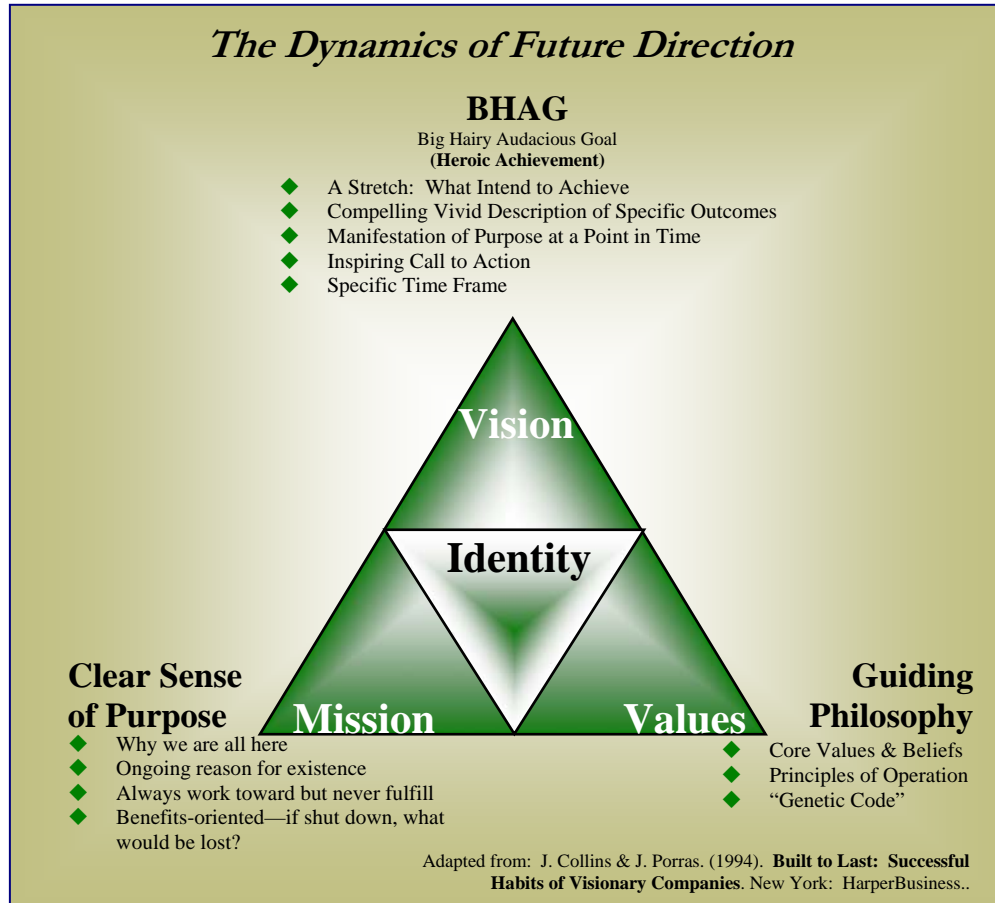 The Dynamics of Future Direction
BHAG
Big Hairy Audacious Goal
(Heroic Achievement)
◆ A Stretch:  What Intend to Achieve
◆ Compelling Vivid Description of Specific Outcomes
◆ Manifestation of Purpose at a Point in Time
◆ Inspiring Call to Action
◆ Specific Time Frame
Vision
Identity
Mission
Values
Clear Sense
of Purpose
◆ Why we are all here
◆ Ongoing reason for existence
◆ Always work toward but never fulfill
◆ Benefits-oriented—if shut down, what
would be lost?
Guiding
Philosophy
◆ Core Values & Beliefs
◆ Principles of Operation
◆ “Genetic Code”
Adapted from:  J. Collins & J. Porras. (1994).  Built to Last:  Successful
Habits of Visionary Companies. New York:  HarperBusiness..